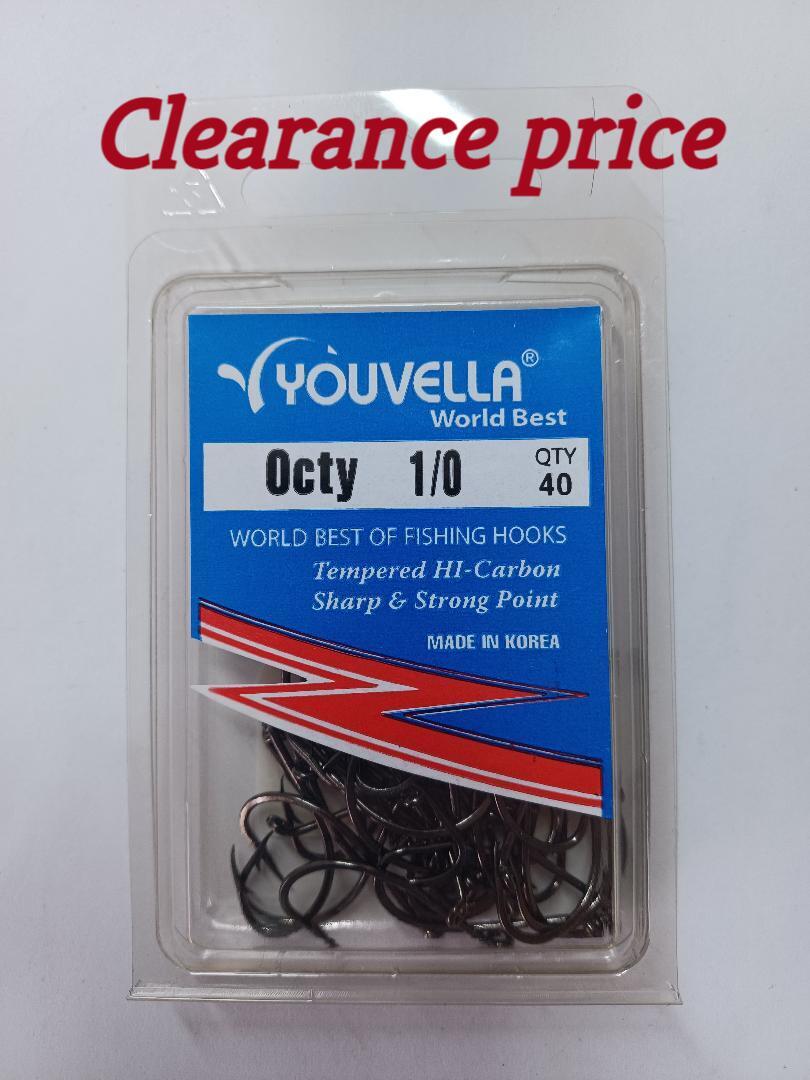 Clearance price
YOUVELLA®
World Best
Octy 1/0 QTY 40
WORLD BEST OF FISHING HOOKS
Tempered HI-Carbon
Sharp & Strong Point
MADE IN KOREA